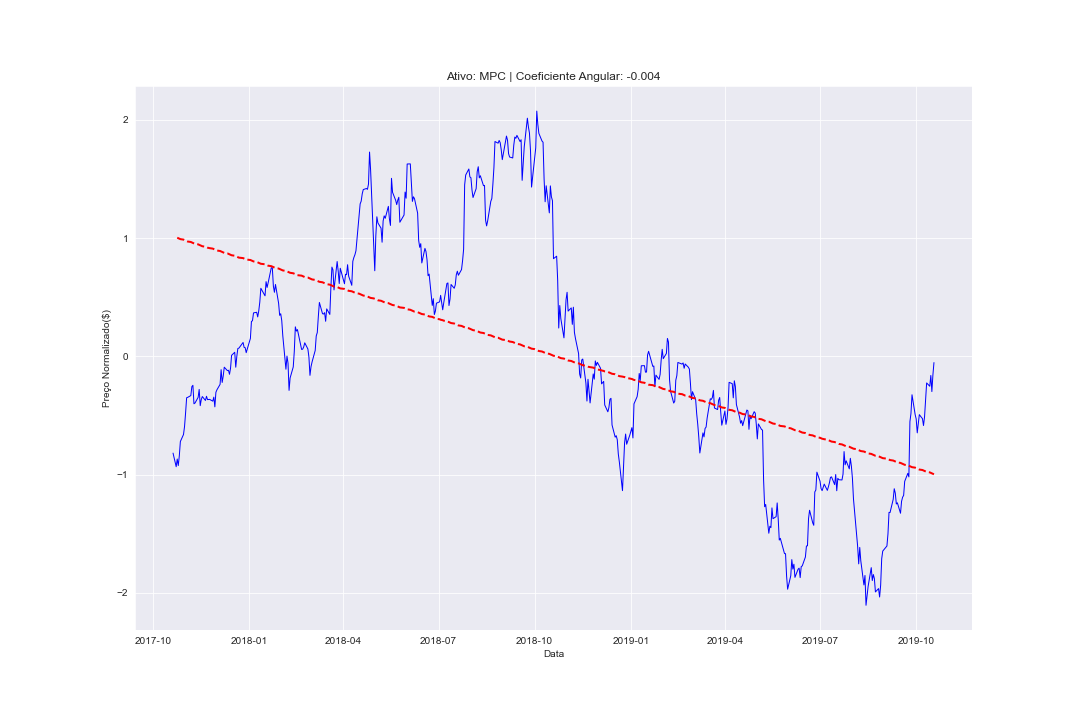 Ativo: MPC | Coeficiente Angular: -0.004
Preço Normalizado($)
2
1
0
−1
−2
2017-10 2018-01 2018-04 2018-07 2018-10 2019-01 2019-04 2019-07 2019-10
Data